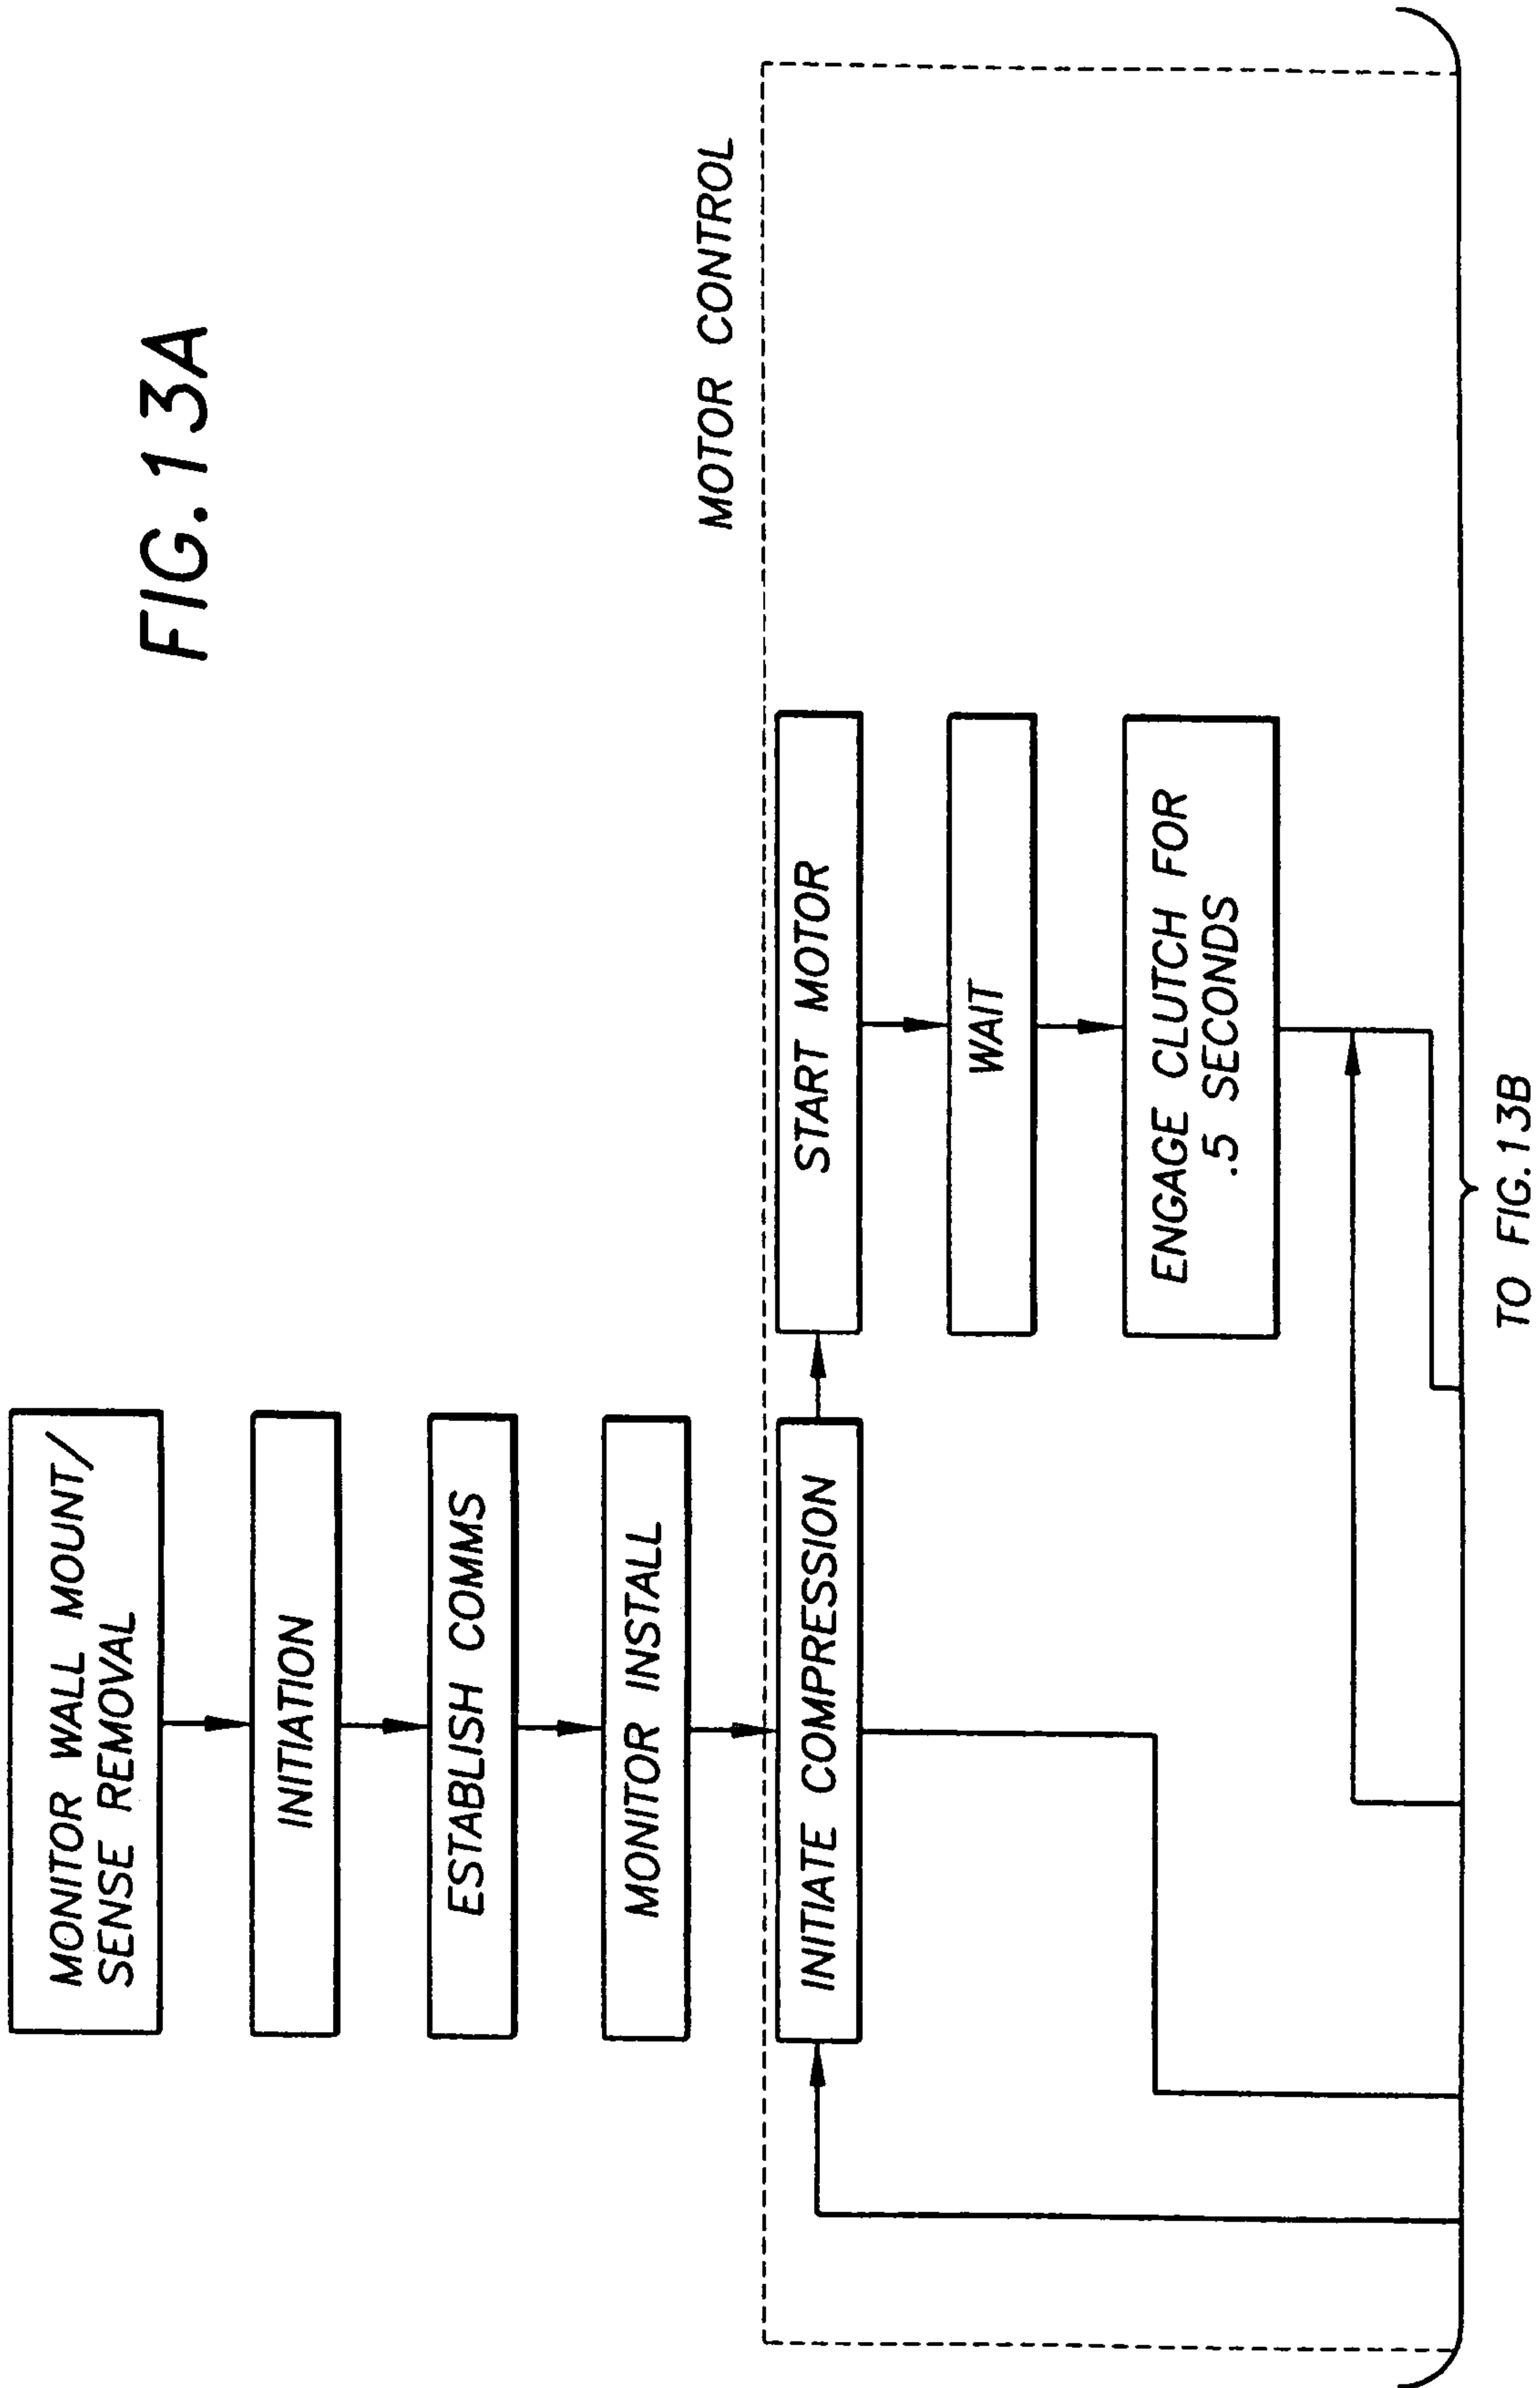 FIG. 13A
MONITOR WALL MOUNT/
SENSE REMOVAL
INITIATION
ESTABLISH COMMS
MONITOR INSTALL
MOTOR CONTROL
INITIATE COMPRESSION
START MOTOR
WAIT
ENGAGE CLUTCH FOR
.5 SECONDS
TO FIG. 13B